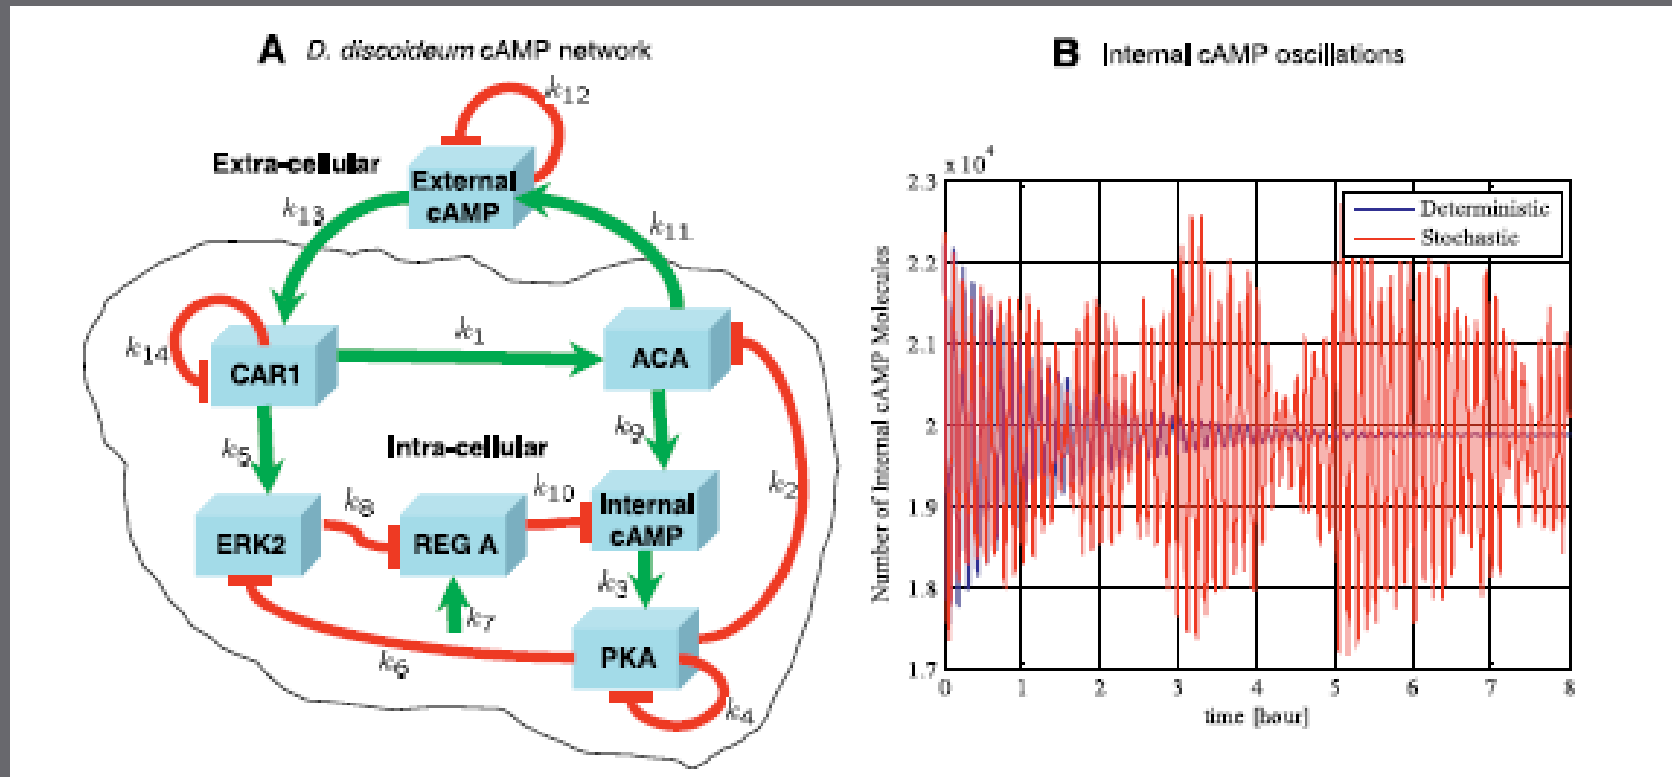 A D. discoideum cAMP network
k12
Extra-cellular
External
cAMP
k13
k11
k14
CAR1
k1
ACA
k5
k9
k2
Intra-cellular
k8
k10
Internal
cAMP
ERK2
REG A
k3
k7
PKA
k6
k4
B Internal cAMP oscillations
x 10^4
2.3
2.2
2.1
2
1.9
1.8
1.7
Number of Internal cAMP Molecules
Deterministic
Stochastic
0 1 2 3 4 5 6 7 8
time [hour]